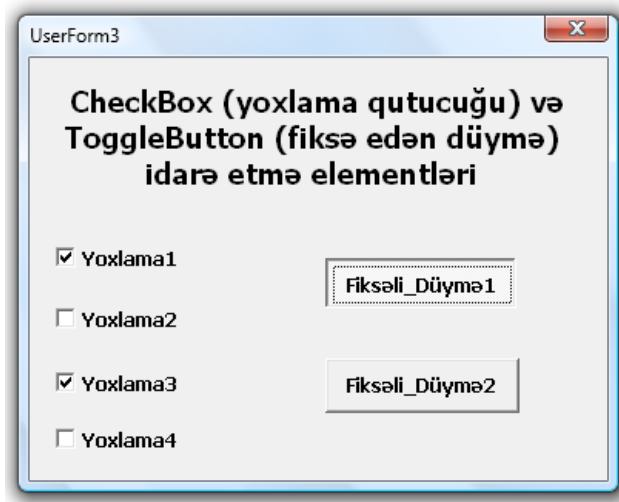 UserForm3
CheckBox (yoxlama qutucuğu) və
ToggleButton (fiksə edən düymə)
idarə etmə elementləri
Yoxlama1
Fiksəli_Düymə1
Yoxlama2
Yoxlama3
Fiksəli_Düymə2
Yoxlama4